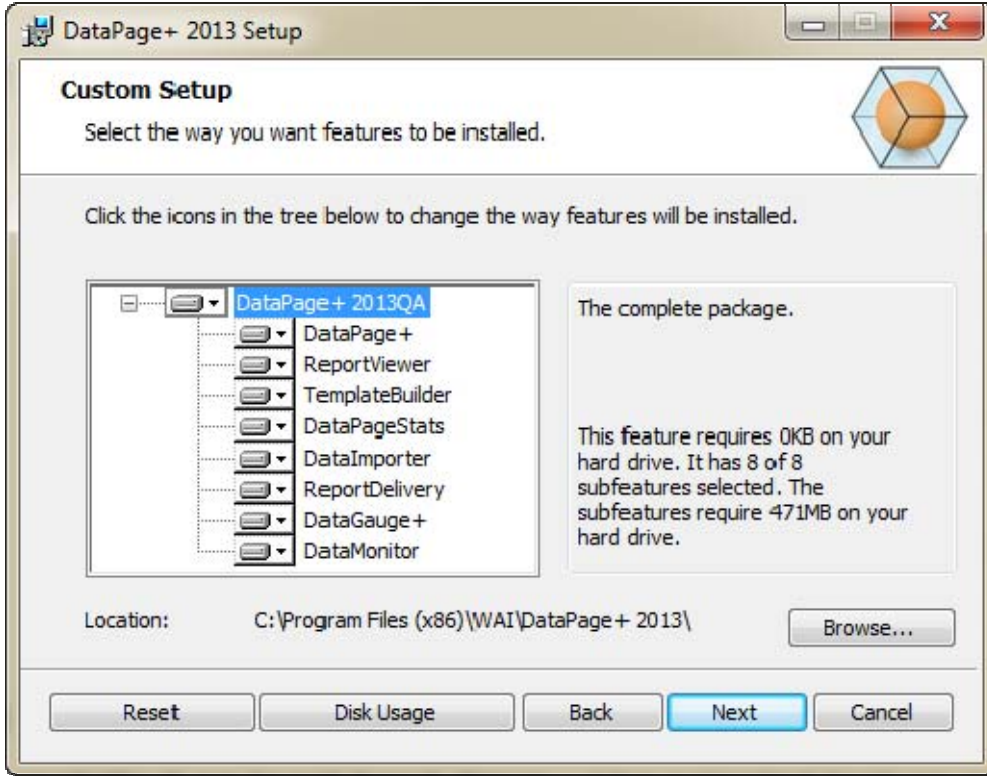 DataPage+ 2013 Setup
Custom Setup
Select the way you want features to be installed.
Click the icons in the tree below to change the way features will be installed.
DataPage+ 2013QA
DataPage+
ReportViewer
TemplateBuilder
DataPageStats
DataImporter
ReportDelivery
DataGauge+
DataMonitor
The complete package.
This feature requires 0KB on your
hard drive. It has 8 of 8
subfeatures selected. The
subfeatures require 471MB on your
hard drive.
Location: C:\Program Files (x86)\WAI\DataPage+ 2013\
Browse...
Reset Disk Usage Back Next Cancel